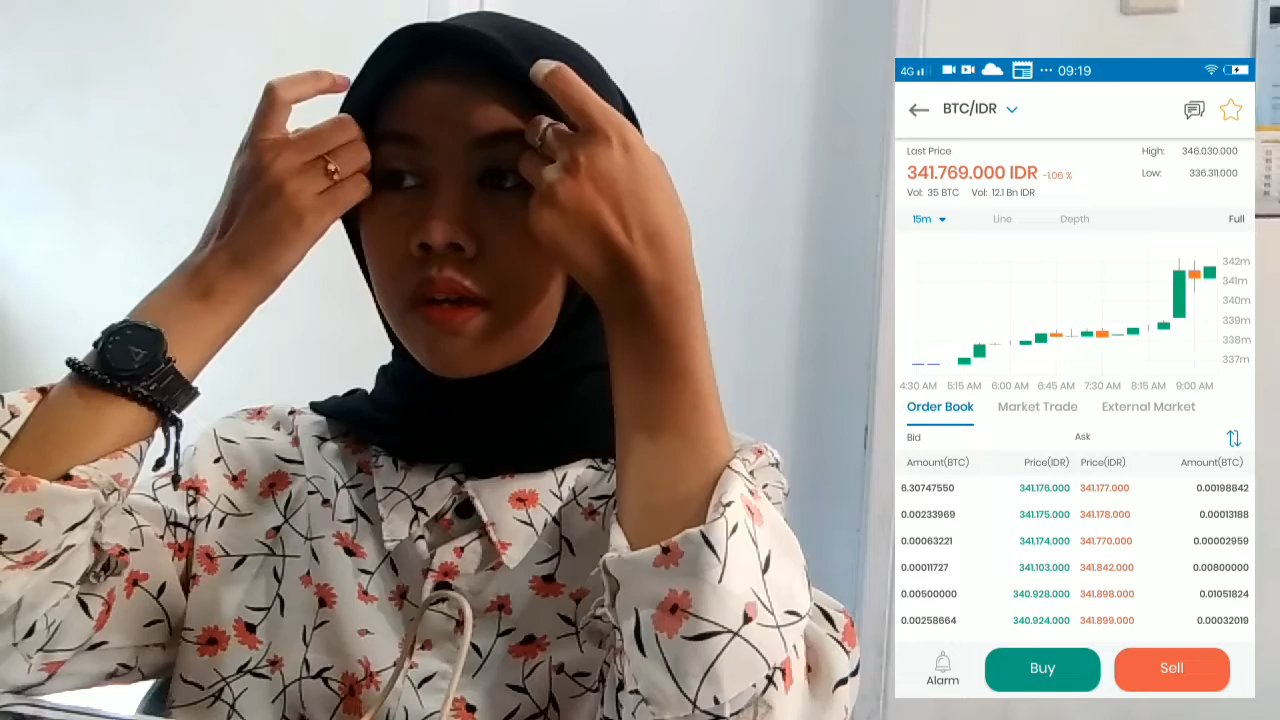 4G 09:19
BTC/IDR
Last Price
High: 346.030.000
341.769.000 IDR -1.06 %
Low: 336.311.000
Vol: 35 BTC Vol: 12.1 Bn IDR
15m Line Depth Full
342m
341m
340m
339m
338m
337m
4:30 AM 5:15 AM 6:00 AM 6:45 AM 7:30 AM 8:15 AM 9:00 AM
Order Book Market Trade External Market
Bid Ask
Amount(BTC) Price(IDR) Price(IDR) Amount(BTC)
6.30747550 341.176.000 341.177.000 0.00198842
0.00233969 341.175.000 341.178.000 0.00013188
0.00063221 341.174.000 341.770.000 0.00002959
0.00011727 341.103.000 341.842.000 0.00800000
0.00500000 340.928.000 341.898.000 0.01051824
0.00258664 340.924.000 341.899.000 0.00032019
Alarm Buy Sell